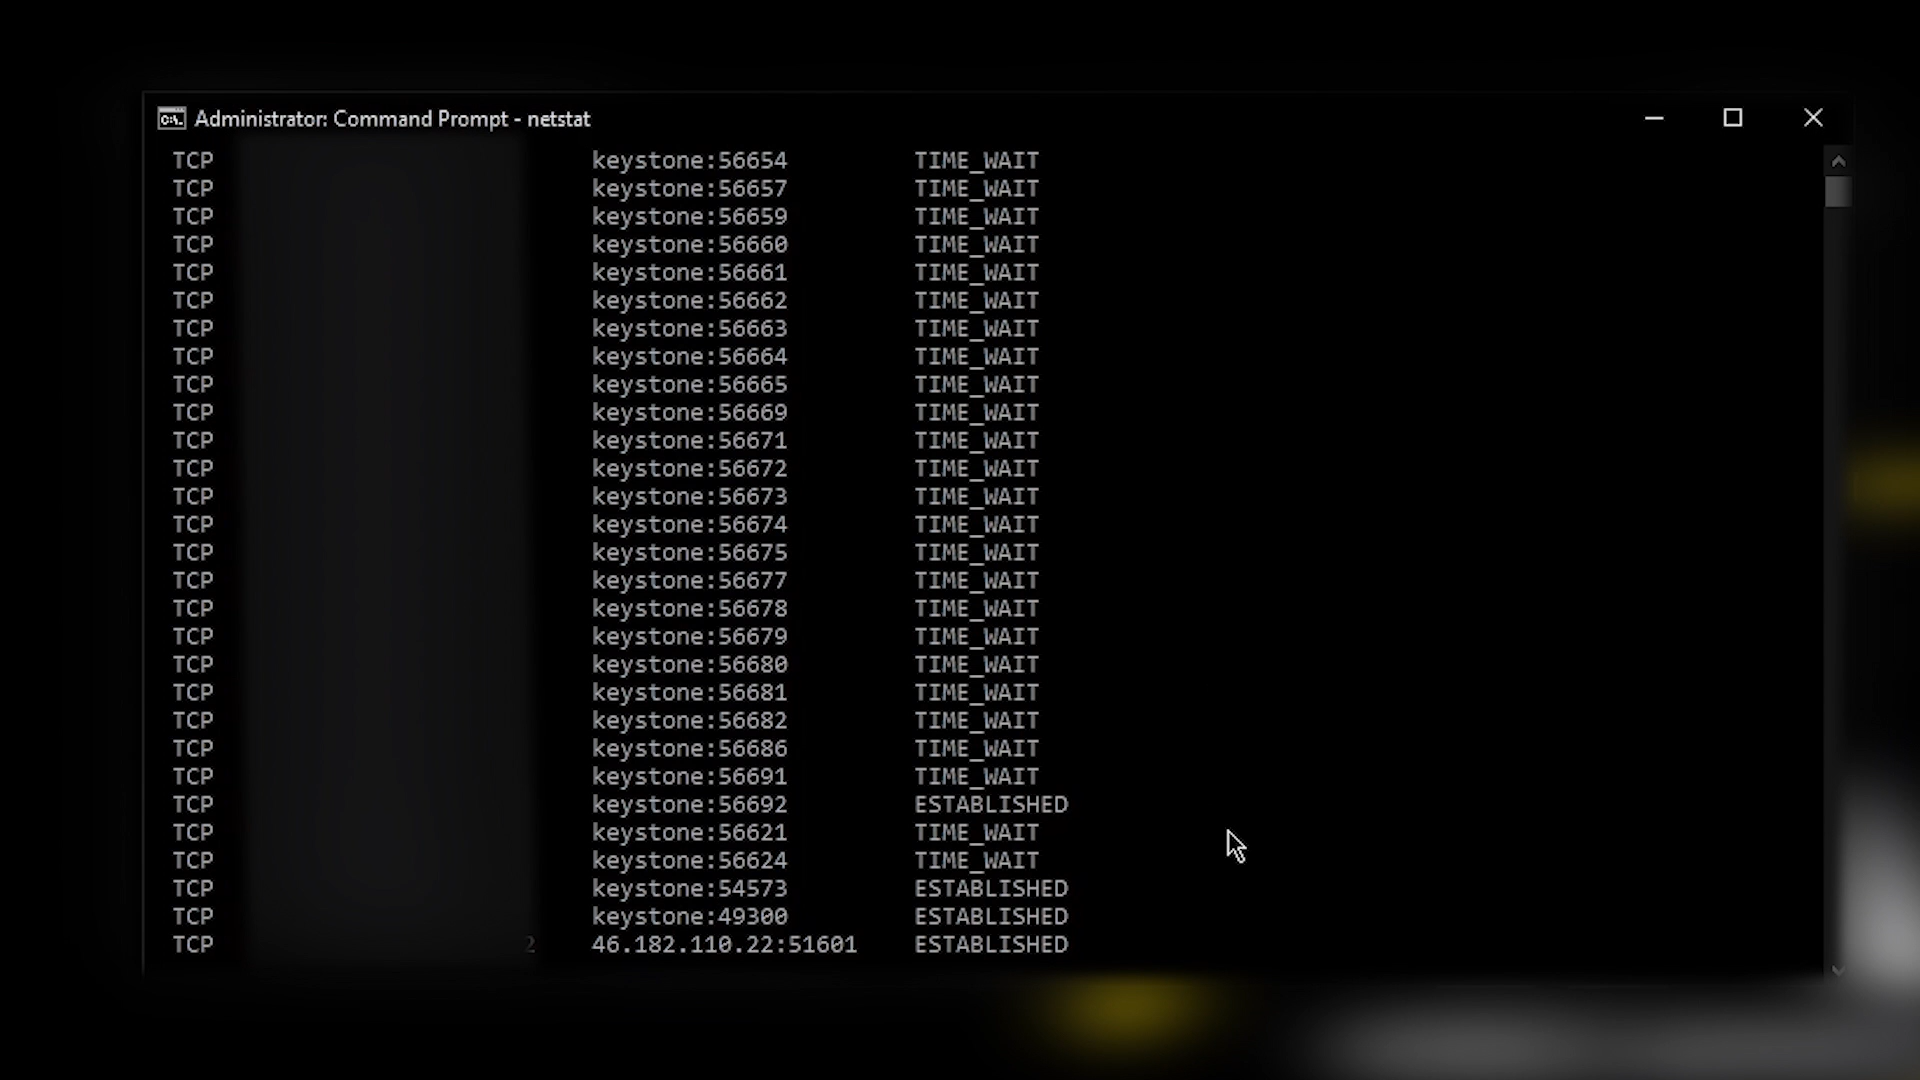 Administrator: Command Prompt - netstat
TCP keystone:56654 TIME_WAIT
TCP keystone:56657 TIME_WAIT
TCP keystone:56659 TIME_WAIT
TCP keystone:56660 TIME_WAIT
TCP keystone:56661 TIME_WAIT
TCP keystone:56662 TIME_WAIT
TCP keystone:56663 TIME_WAIT
TCP keystone:56664 TIME_WAIT
TCP keystone:56665 TIME_WAIT
TCP keystone:56669 TIME_WAIT
TCP keystone:56671 TIME_WAIT
TCP keystone:56672 TIME_WAIT
TCP keystone:56673 TIME_WAIT
TCP keystone:56674 TIME_WAIT
TCP keystone:56675 TIME_WAIT
TCP keystone:56677 TIME_WAIT
TCP keystone:56678 TIME_WAIT
TCP keystone:56679 TIME_WAIT
TCP keystone:56680 TIME_WAIT
TCP keystone:56681 TIME_WAIT
TCP keystone:56682 TIME_WAIT
TCP keystone:56686 TIME_WAIT
TCP keystone:56691 TIME_WAIT
TCP keystone:56692 ESTABLISHED
TCP keystone:56621 TIME_WAIT
TCP keystone:56624 TIME_WAIT
TCP keystone:54573 ESTABLISHED
TCP keystone:49300 ESTABLISHED
TCP 2 46.182.110.22:51601 ESTABLISHED